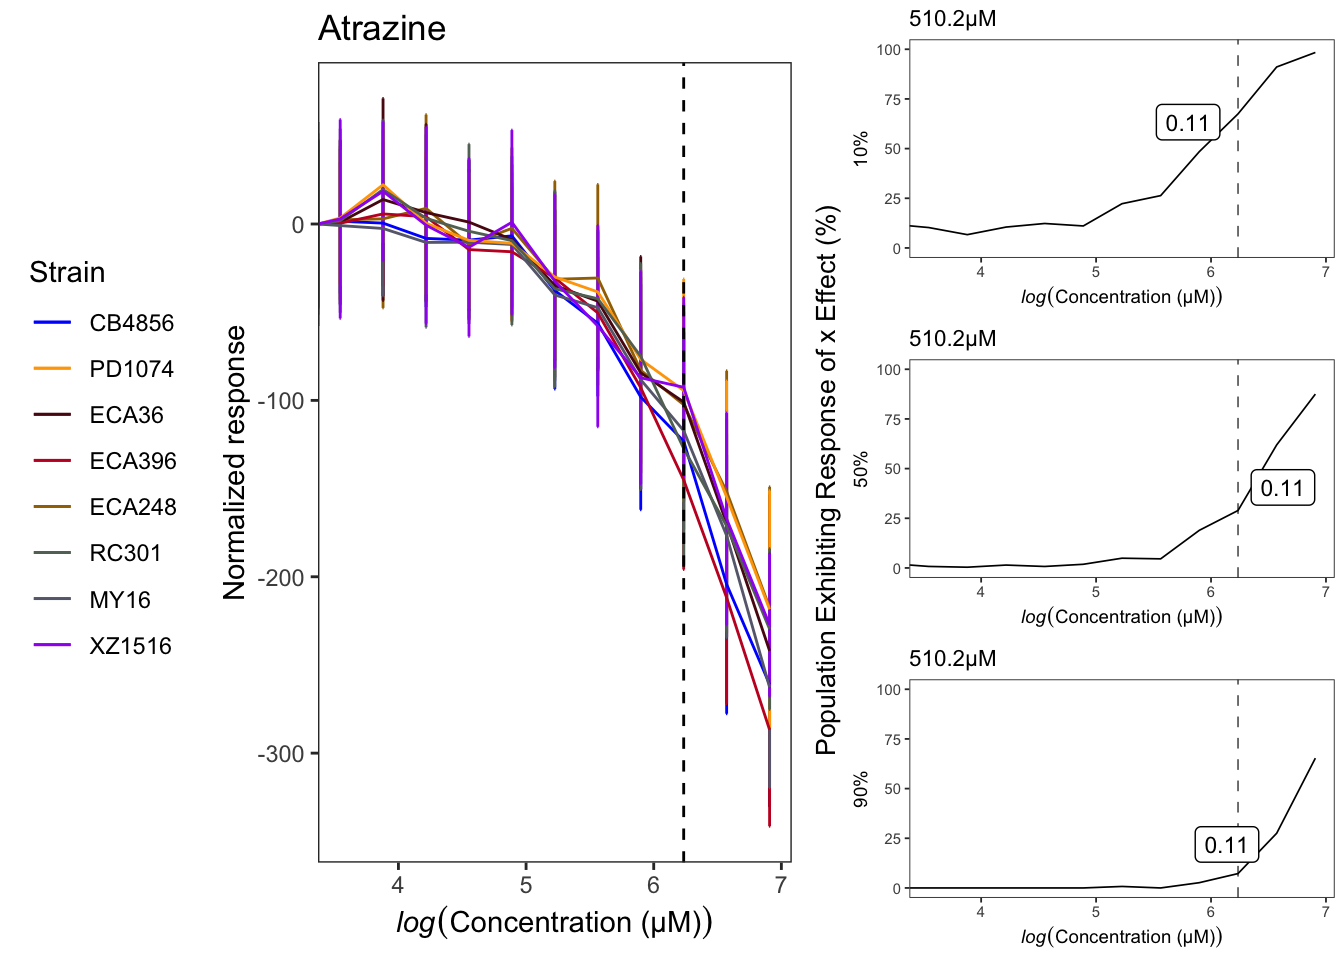 Atrazine
Strain
CB4856
PD1074
ECA36
ECA396
ECA248
RC301
MY16
XZ1516
Normalized response
0
-100
-200
-300
4 5 6 7
log(Concentration (µM))
Population Exhibiting Response of x Effect (%)
510.2µM
10%
100
75
50
25
0
0.11
4 5 6 7
log(Concentration (µM))
510.2µM
50%
100
75
50
25
0
0.11
4 5 6 7
log(Concentration (µM))
510.2µM
90%
100
75
50
25
0
0.11
4 5 6 7
log(Concentration (µM))